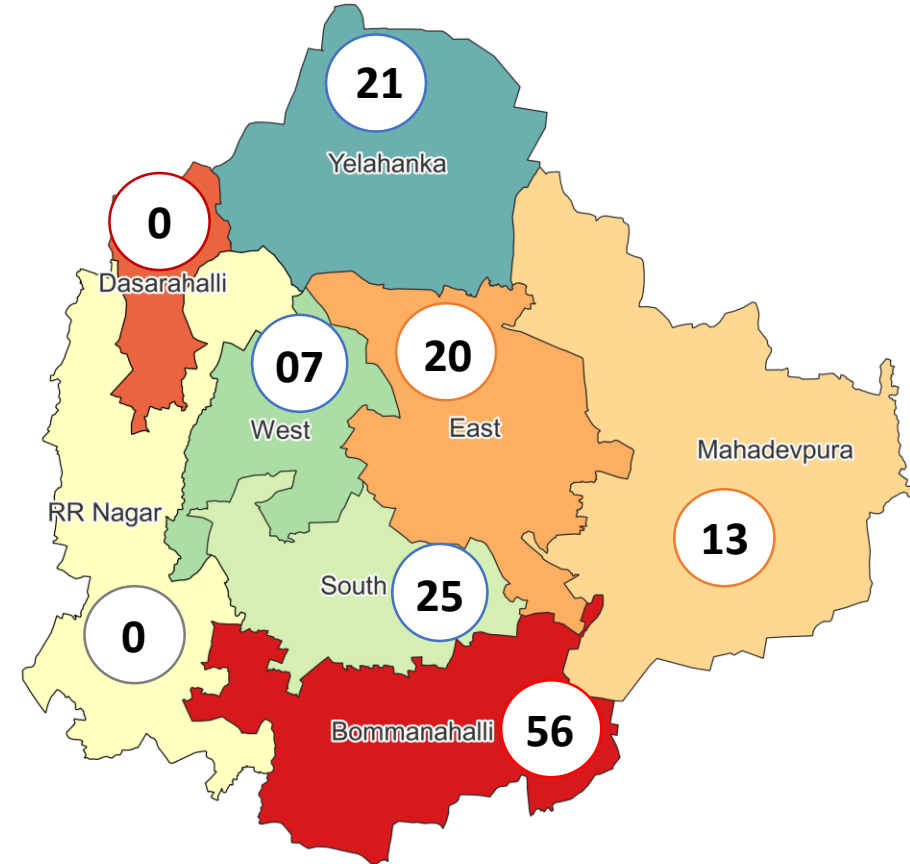 21
Yelahanka
0
Dasarahalli
07
West
20
East
Mahadevpura
13
RR Nagar
0
South
25
Bommanahalli
56